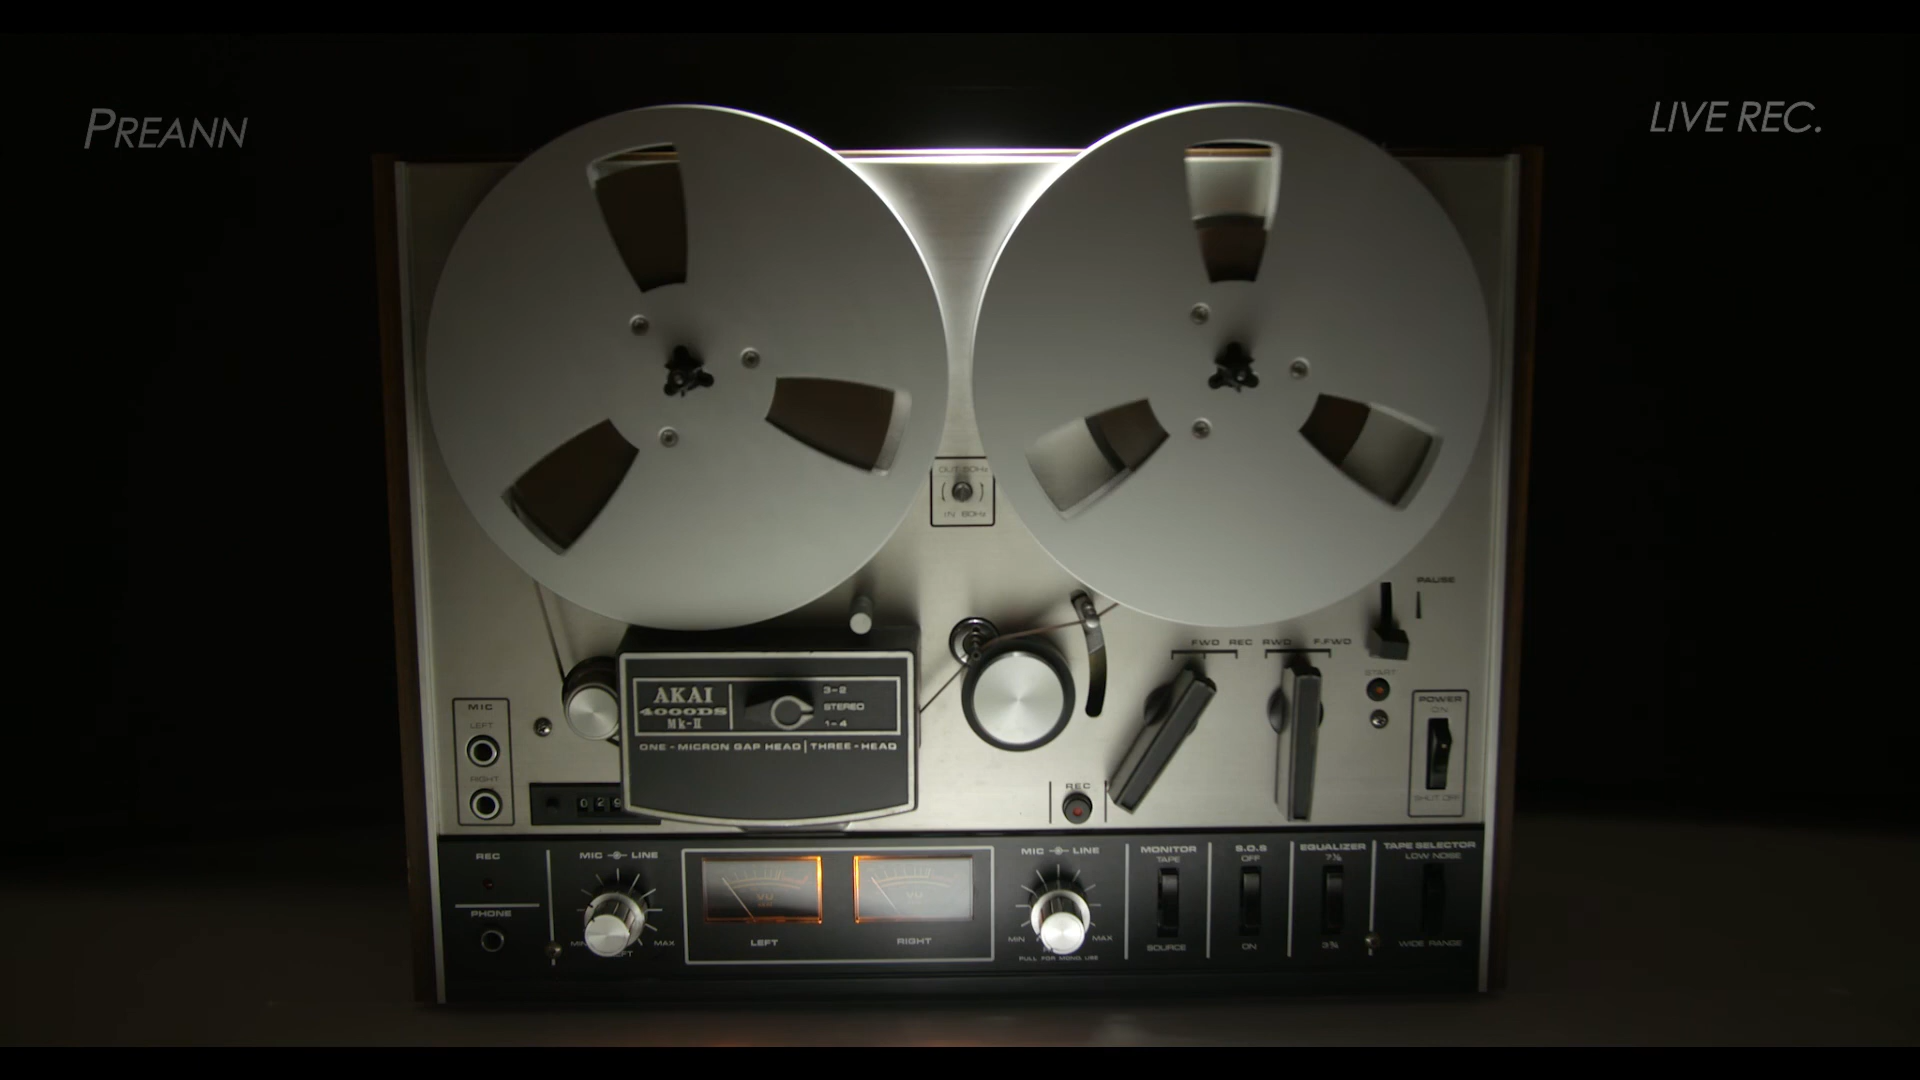 PREANN
LIVE REC.
OUT 50Hz
IN 60Hz
PAUSE
FWD REC RWD F.FWD
START
POWER
ON
SHUT OFF
MIC
LEFT
RIGHT
AKAI
4000DS
Mk-II
3-2
STEREO
1-4
ONE-MICRON GAP HEAD | THREE-HEAD
0 2 9
REC
REC
PHONE
MIC LINE
MIN MAX
VU
LEFT
VU
RIGHT
MIC LINE
MIN MAX
PULL FOR MONO. USE
MONITOR
TAPE
SOURCE
S.O.S
OFF
ON
EQUALIZER
7½
3¾
TAPE SELECTOR
LOW NOISE
WIDE RANGE